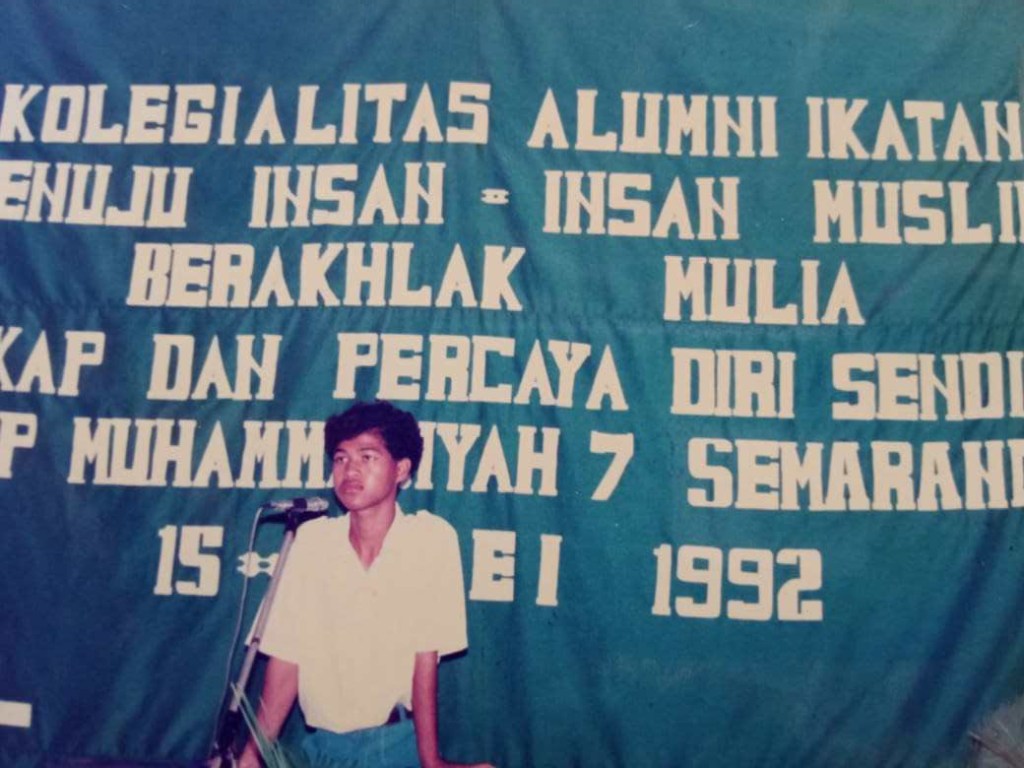 KOLEGIALITAS ALUMNI IKATAN
ENUJU INSAN = INSAN MUSLI
BERAKHLAK MULIA
KAP DAN PERCAYA DIRI SENDI
P MUHAMM IYAH 7 SEMARAN
15 = EI 1992